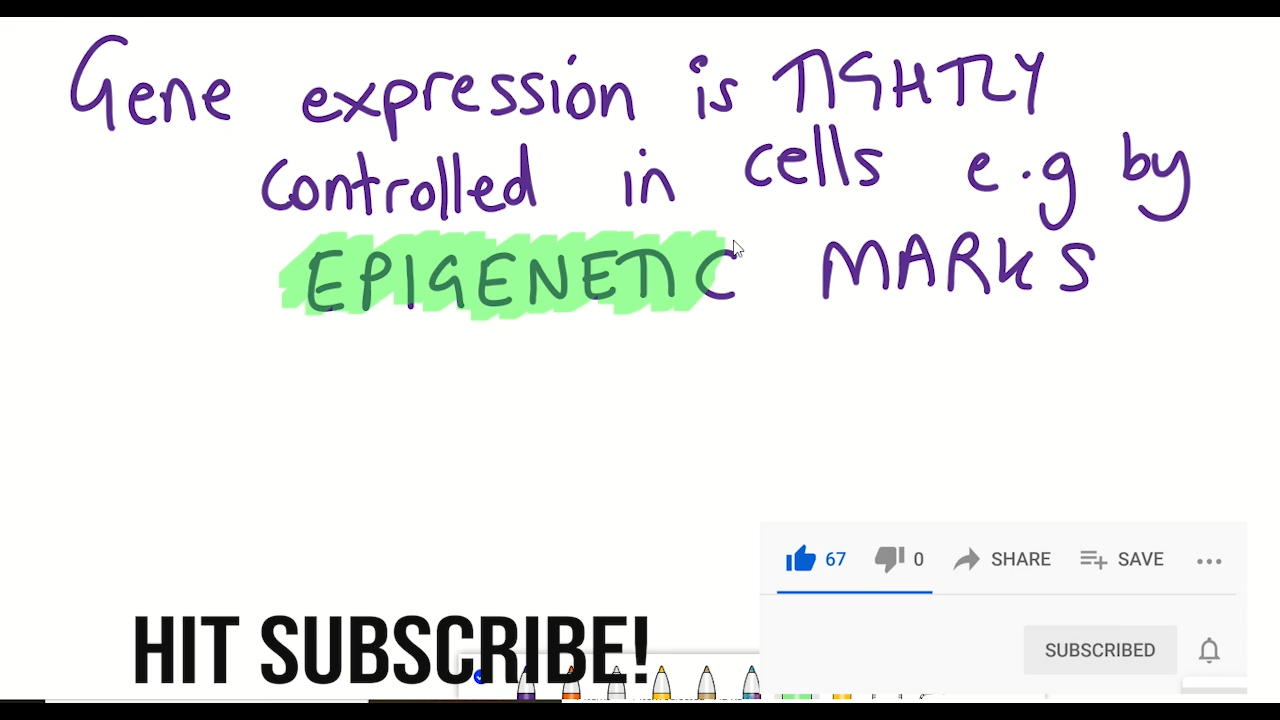 Gene expression is TIGHTLY
controlled in cells e.g by
EPIGENETIC MARKS
67 0 SHARE SAVE
HIT SUBSCRIBE!
SUBSCRIBED